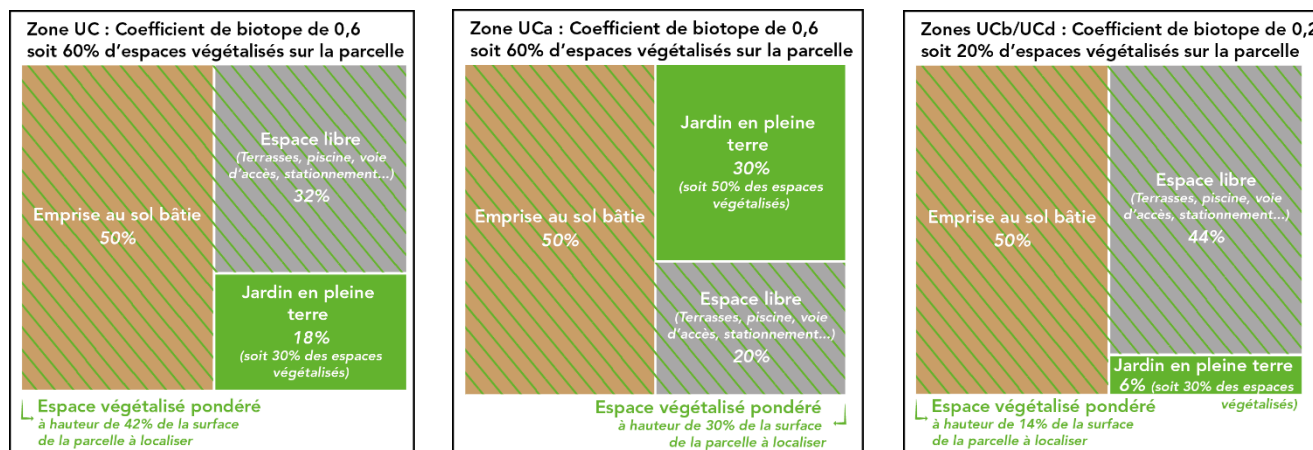 Zone UC : Coefficient de biotope de 0,6
soit 60% d'espaces végétalisés sur la parcelle
Emprise au sol bâtie
50%
Espace libre
(Terrasses, piscine, voie
d'accès, stationnement...)
32%
Jardin en pleine
terre
18%
(soit 30% des espaces
végétalisés)
Espace végétalisé pondéré
à hauteur de 42% de la surface
de la parcelle à localiser
Zone UCa : Coefficient de biotope de 0,6
soit 60% d'espaces végétalisés sur la parcelle
Emprise au sol bâtie
50%
Jardin en pleine
terre
30%
(soit 50% des espaces
végétalisés)
Espace libre
(Terrasses, piscine, voie
d'accès, stationnement...)
20%
Espace végétalisé pondéré
à hauteur de 30% de la surface
de la parcelle à localiser
Zones UCb/UCd : Coefficient de biotope de 0,2
soit 20% d'espaces végétalisés sur la parcelle
Emprise au sol bâtie
50%
Espace libre
(Terrasses, piscine, voie
d'accès, stationnement...)
44%
Jardin en pleine terre
6% (soit 30% des espaces
végétalisés)
Espace végétalisé pondéré
à hauteur de 14% de la surface
de la parcelle à localiser